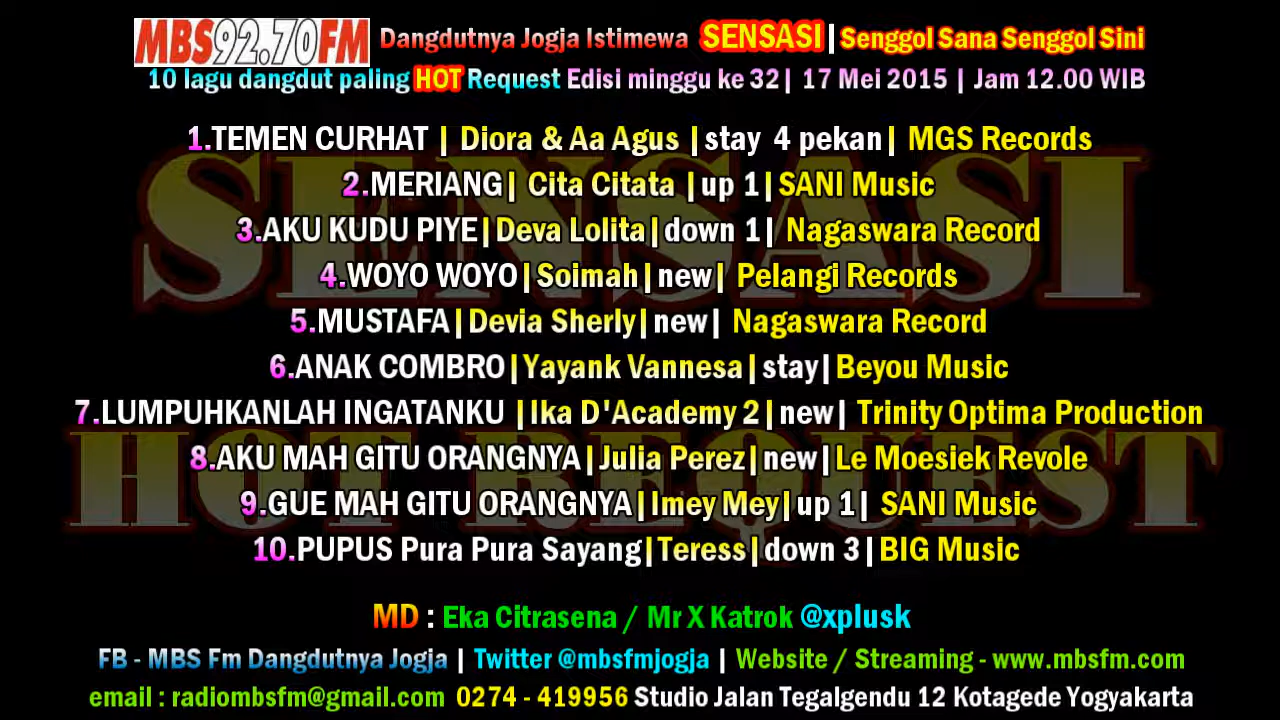 MBS92.70FM Dangdutnya Jogja Istimewa SENSASI|Senggol Sana Senggol Sini
10 lagu dangdut paling HOT Request Edisi minggu ke 32| 17 Mei 2015 | Jam 12.00 WIB
SENSASI
1.TEMEN CURHAT | Diora & Aa Agus |stay 4 pekan| MGS Records
2.MERIANG| Cita Citata |up 1|SANI Music
3.AKU KUDU PIYE|Deva Lolita|down 1| Nagaswara Record
4.WOYO WOYO|Soimah|new| Pelangi Records
5.MUSTAFA|Devia Sherly|new| Nagaswara Record
6.ANAK COMBRO|Yayank Vannesa|stay|Beyou Music
7.LUMPUHKANLAH INGATANKU |Ika D'Academy 2|new| Trinity Optima Production
HOT REQUEST
8.AKU MAH GITU ORANGNYA|Julia Perez|new|Le Moesiek Revole
9.GUE MAH GITU ORANGNYA|Imey Mey|up 1| SANI Music
10.PUPUS Pura Pura Sayang|Teress|down 3|BIG Music
MD : Eka Citrasena / Mr X Katrok @xplusk
FB - MBS Fm Dangdutnya Jogja | Twitter @mbsfmjogja | Website / Streaming - www.mbsfm.com
email : radiombsfm@gmail.com 0274 - 419956 Studio Jalan Tegalgendu 12 Kotagede Yogyakarta